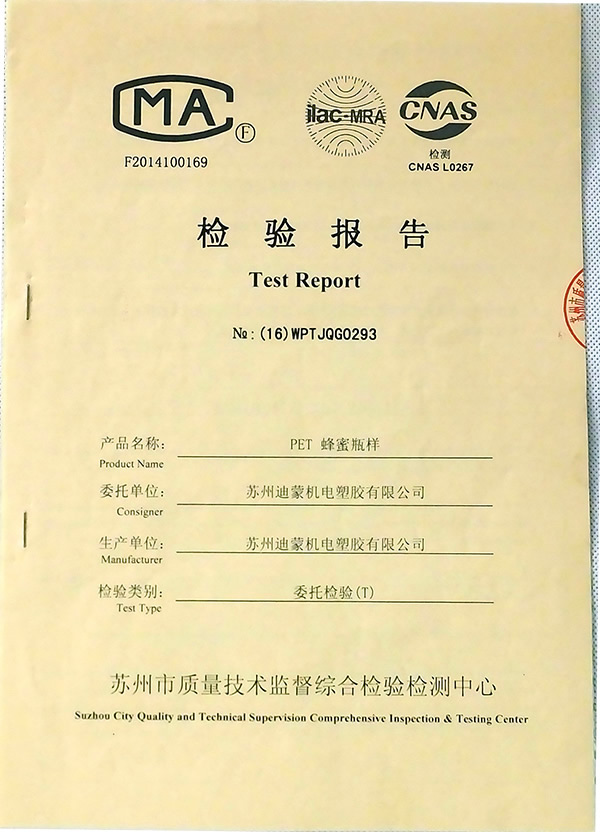 CMA
F
F2014100169
ilac-MRA
CNAS
检测
CNAS L0267
检验报告
Test Report
№:(16)WPTJQG0293
苏州市质量
产品名称: PET 蜂蜜瓶样
Product Name
委托单位: 苏州迪蒙机电塑胶有限公司
Consigner
生产单位: 苏州迪蒙机电塑胶有限公司
Manufacturer
检验类别: 委托检验(T)
Test Type
苏州市质量技术监督综合检验检测中心
Suzhou City Quality and Technical Supervision Comprehensive Inspection & Testing Center